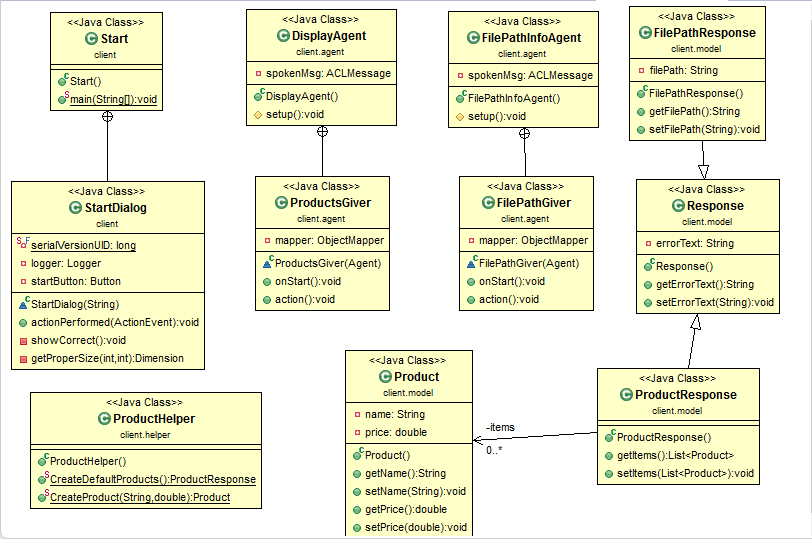 <<Java Class>>
Start
client
Start()
main(String[]):void
<<Java Class>>
DisplayAgent
client.agent
spokenMsg: ACLMessage
DisplayAgent()
setup():void
<<Java Class>>
FilePathInfoAgent
client.agent
spokenMsg: ACLMessage
FilePathInfoAgent()
setup():void
<<Java Class>>
FilePathResponse
client.model
filePath: String
FilePathResponse()
getFilePath():String
setFilePath(String):void
<<Java Class>>
StartDialog
client
serialVersionUID: long
logger: Logger
startButton: Button
StartDialog(String)
actionPerformed(ActionEvent):void
showCorrect():void
getProperSize(int,int):Dimension
<<Java Class>>
ProductsGiver
client.agent
mapper: ObjectMapper
ProductsGiver(Agent)
onStart():void
action():void
<<Java Class>>
FilePathGiver
client.agent
mapper: ObjectMapper
FilePathGiver(Agent)
onStart():void
action():void
<<Java Class>>
Response
client.model
errorText: String
Response()
getErrorText():String
setErrorText(String):void
<<Java Class>>
ProductHelper
client.helper
ProductHelper()
CreateDefaultProducts():ProductResponse
CreateProduct(String,double):Product
<<Java Class>>
Product
client.model
name: String
price: double
Product()
getName():String
setName(String):void
getPrice():double
setPrice(double):void
-items
0..*
<<Java Class>>
ProductResponse
client.model
ProductResponse()
getItems():List<Product>
setItems(List<Product>):void